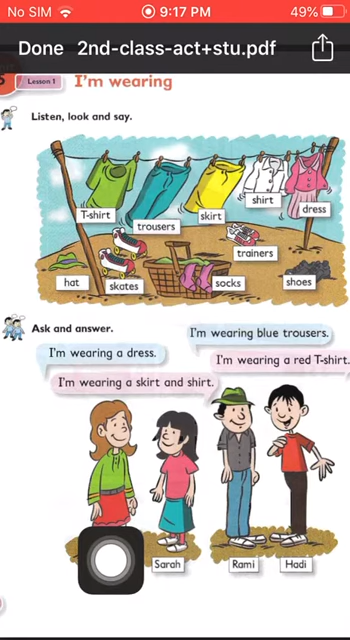 No SIM 9:17 PM 49%
Done 2nd-class-act+stu.pdf
Lesson 1 I'm wearing
Listen, look and say.
T-shirt
trousers
skirt
shirt
dress
trainers
hat
skates
socks
shoes
Ask and answer.
I'm wearing blue trousers.
I'm wearing a dress.
I'm wearing a red T-shirt.
I'm wearing a skirt and shirt.
Sarah
Rami
Hadi